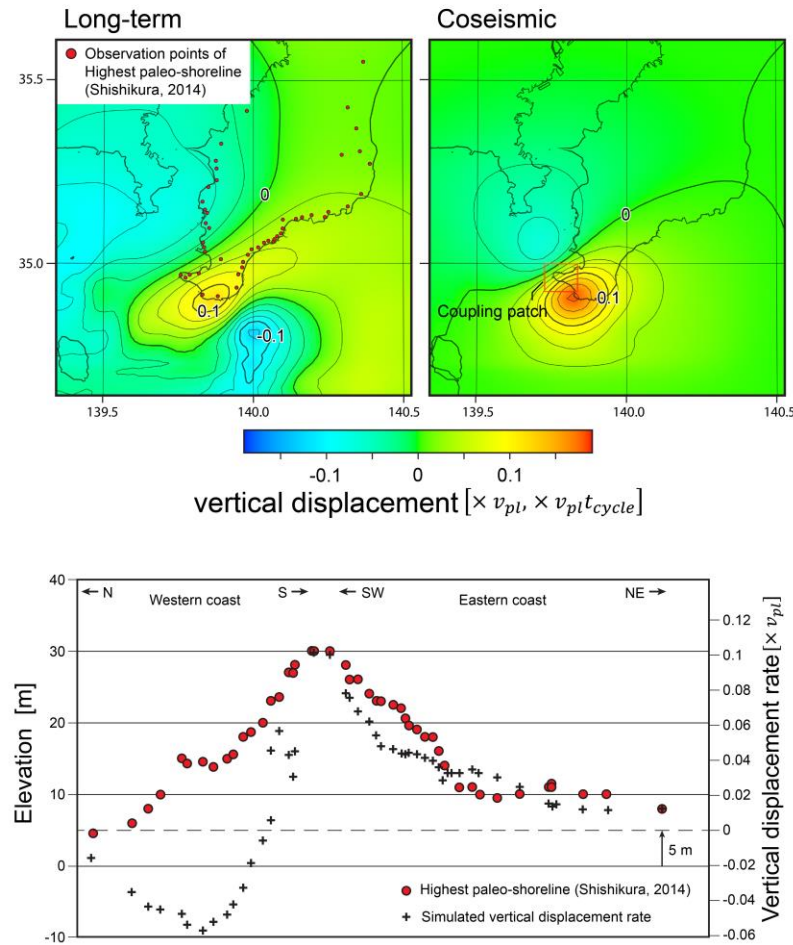 Long-term
Coseismic
Observation points of
Highest paleo-shoreline
(Shishikura, 2014)
35.5
35.0
0
0.1
-0.1
0
0.1
Coupling patch
139.5 140.0 140.5
139.5 140.0 140.5
-0.1 0 0.1
vertical displacement [× v_pl, × v_pl t_cycle]
40
30
20
10
0
-10
Elevation [m]
← N Western coast S →
← SW Eastern coast NE →
0.12
0.1
0.08
0.06
0.04
0.02
0
-0.02
-0.04
-0.06
Vertical displacement rate [× v_pl]
5 m
Highest paleo-shoreline (Shishikura, 2014)
Simulated vertical displacement rate